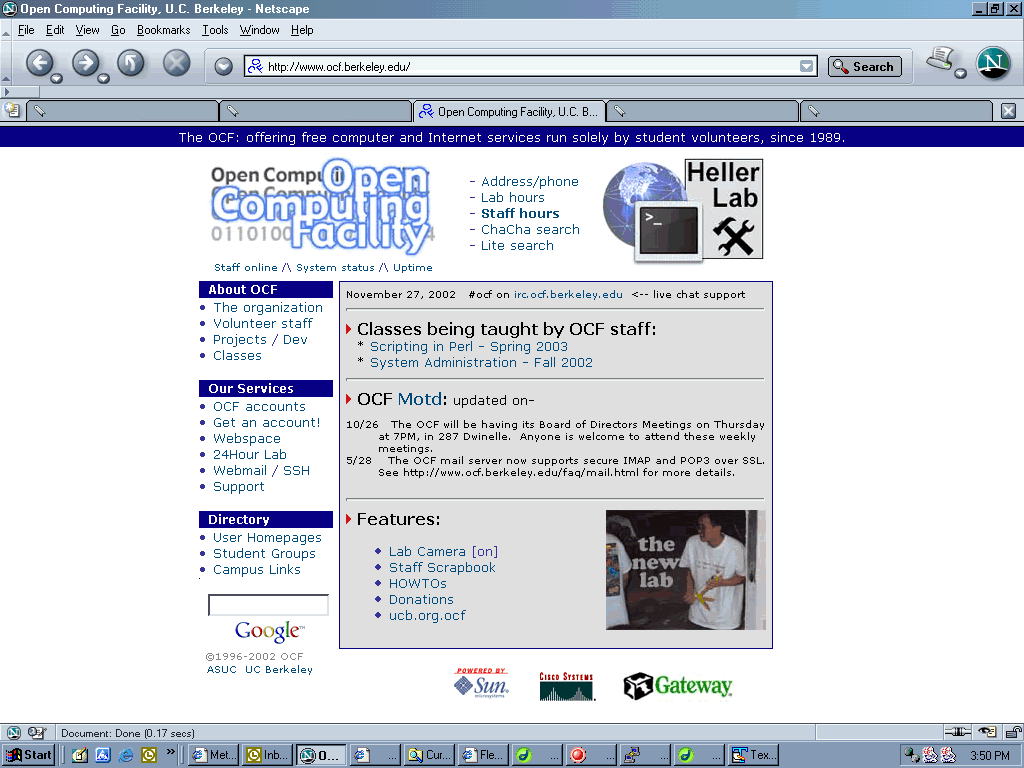 Open Computing Facility, U.C. Berkeley - Netscape
File Edit View Go Bookmarks Tools Window Help
http://www.ocf.berkeley.edu/ Search
Open Computing Facility, U.C. B...
The OCF: offering free computer and Internet services run solely by student volunteers, since 1989.
Open Computing Facility
0110100
- Address/phone
- Lab hours
- Staff hours
- ChaCha search
- Lite search
Heller
Lab
>_
Staff online /\ System status /\ Uptime
About OCF
• The organization
• Volunteer staff
• Projects / Dev
• Classes
Our Services
• OCF accounts
• Get an account!
• Webspace
• 24Hour Lab
• Webmail / SSH
• Support
Directory
• User Homepages
• Student Groups
• Campus Links
Google™
©1996-2002 OCF
ASUC UC Berkeley
November 27, 2002 #ocf on irc.ocf.berkeley.edu <-- live chat support
Classes being taught by OCF staff:
* Scripting in Perl - Spring 2003
* System Administration - Fall 2002
OCF Motd: updated on-
10/26 The OCF will be having its Board of Directors Meetings on Thursday
at 7PM, in 287 Dwinelle. Anyone is welcome to attend these weekly
meetings.
5/28 The OCF mail server now supports secure IMAP and POP3 over SSL.
See http://www.ocf.berkeley.edu/faq/mail.html for more details.
Features:
Lab Camera [on]
Staff Scrapbook
HOWTOs
Donations
ucb.org.ocf
the
new
lab
POWERED BY
Sun
microsystems
CISCO SYSTEMS
Gateway
Document: Done (0.17 secs)
Start Met... Inb... O... ... Cur... Fle... ... ... ... ... Tex... 3:50 PM